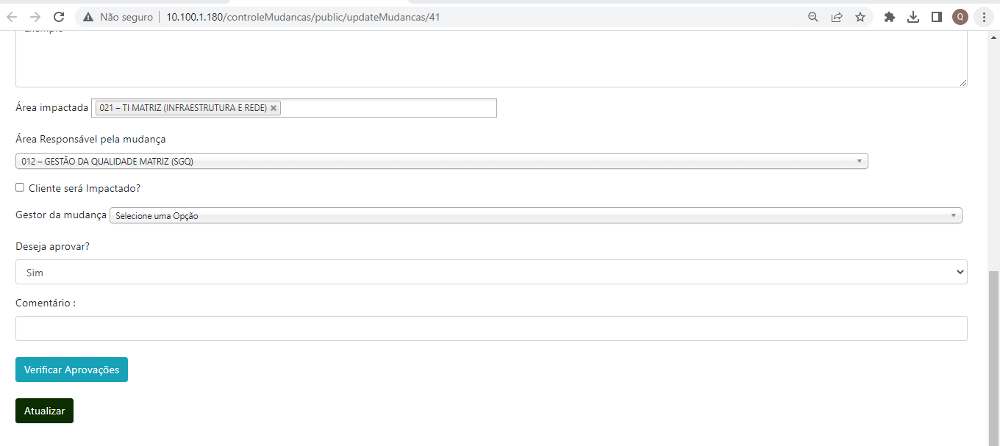 Não seguro
10.100.1.180/controleMudancas/public/updateMudancas/41
Q
Área impactada
021 – TI MATRIZ (INFRAESTRUTURA E REDE)
Área Responsável pela mudança
012 – GESTÃO DA QUALIDADE MATRIZ (SGQ)
Cliente será Impactado?
Gestor da mudança
Selecione uma Opção
Deseja aprovar?
Sim
Comentário :
Verificar Aprovações
Atualizar